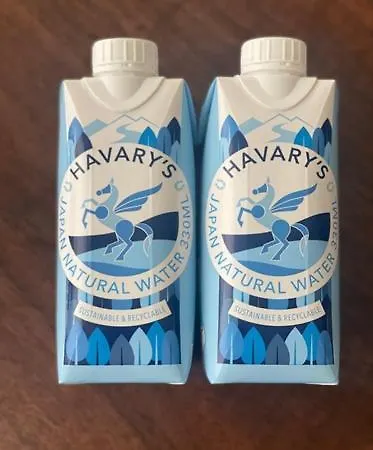 HAVARY'S
JAPAN NATURAL WATER 330ML
SUSTAINABLE & RECYCLABLE
HAVARY'S
JAPAN NATURAL WATER 330ML
SUSTAINABLE & RECYCLABLE